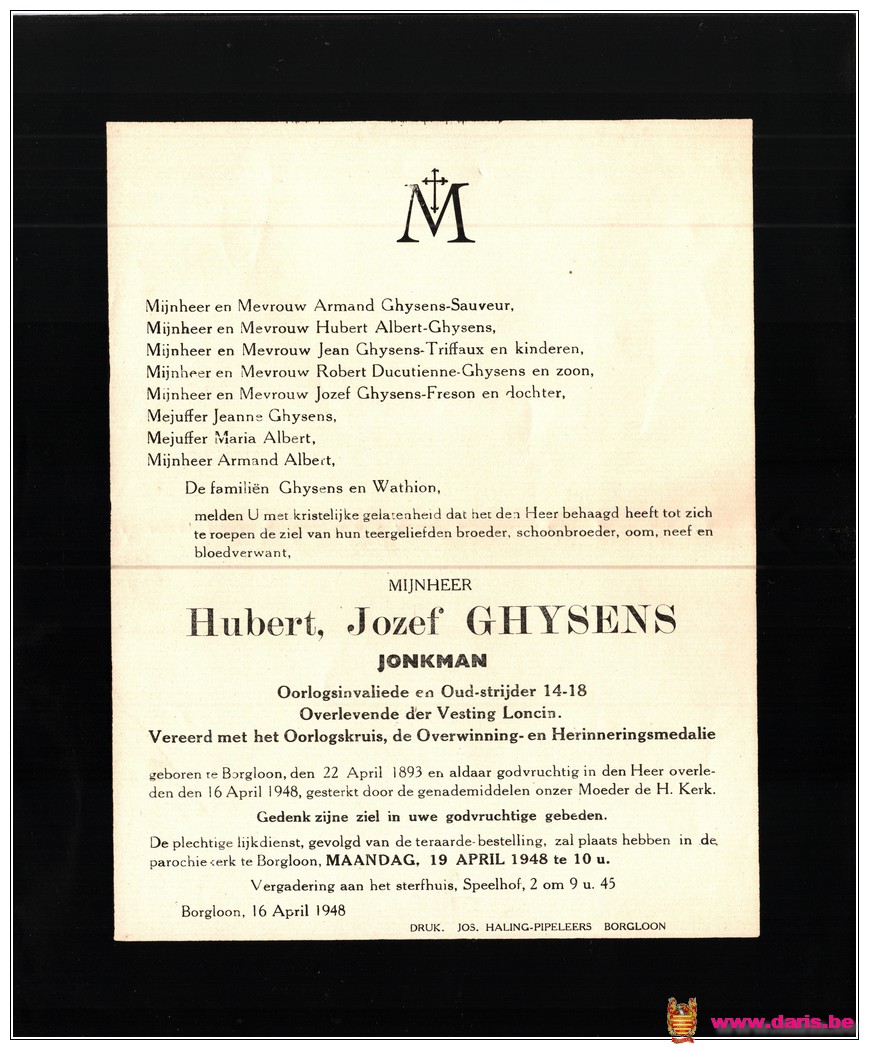 M
Mijnheer en Mevrouw Armand Ghysens-Sauveur,
Mijnheer en Mevrouw Hubert Albert-Ghysens,
Mijnheer en Mevrouw Jean Ghysens-Triffaux en kinderen,
Mijnheer en Mevrouw Robert Ducutienne-Ghysens en zoon,
Mijnheer en Mevrouw Jozef Ghysens-Freson en dochter,
Mejuffer Jeanne Ghysens,
Mejuffer Maria Albert,
Mijnheer Armand Albert,
De familiën Ghysens en Wathion,
melden U met kristelijke gelatenheid dat het den Heer behaagd heeft tot zich
te roepen de ziel van hun teergeliefden broeder, schoonbroeder, oom, neef en
bloedverwant,
MIJNHEER
Hubert, Jozef GHYSENS
JONKMAN
Oorlogsinvaliede en Oud-strijder 14-18
Overlevende der Vesting Loncin.
Vereerd met het Oorlogskruis, de Overwinning- en Herinneringsmedalie
geboren te Borgloon, den 22 April 1893 en aldaar godvruchtig in den Heer overle-
den den 16 April 1948, gesterkt door de genademiddelen onzer Moeder de H. Kerk.
Gedenk zijne ziel in uwe godvruchtige gebeden.
De plechtige lijkdienst, gevolgd van de teraarde-bestelling, zal plaats hebben in de
parochiekerk te Borgloon, MAANDAG, 19 APRIL 1948 te 10 u.
Vergadering aan het sterfhuis, Speelhof, 2 om 9 u. 45
Borgloon, 16 April 1948
DRUK. JOS. HALING-PIPELEERS BORGLOON
www.daris.be